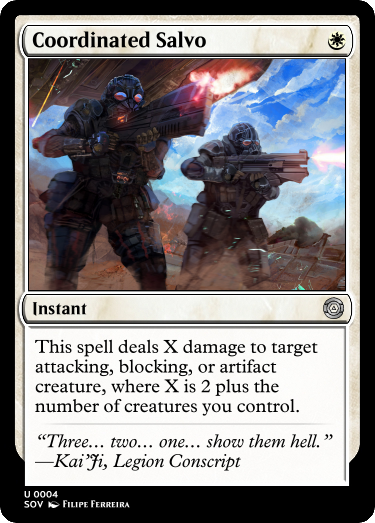 Coordinated Salvo
Instant
This spell deals X damage to target
attacking, blocking, or artifact
creature, where X is 2 plus the
number of creatures you control.
“Three… two… one… show them hell.”
—Kai’Ji, Legion Conscript
U 0004
SOV Filipe Ferreira